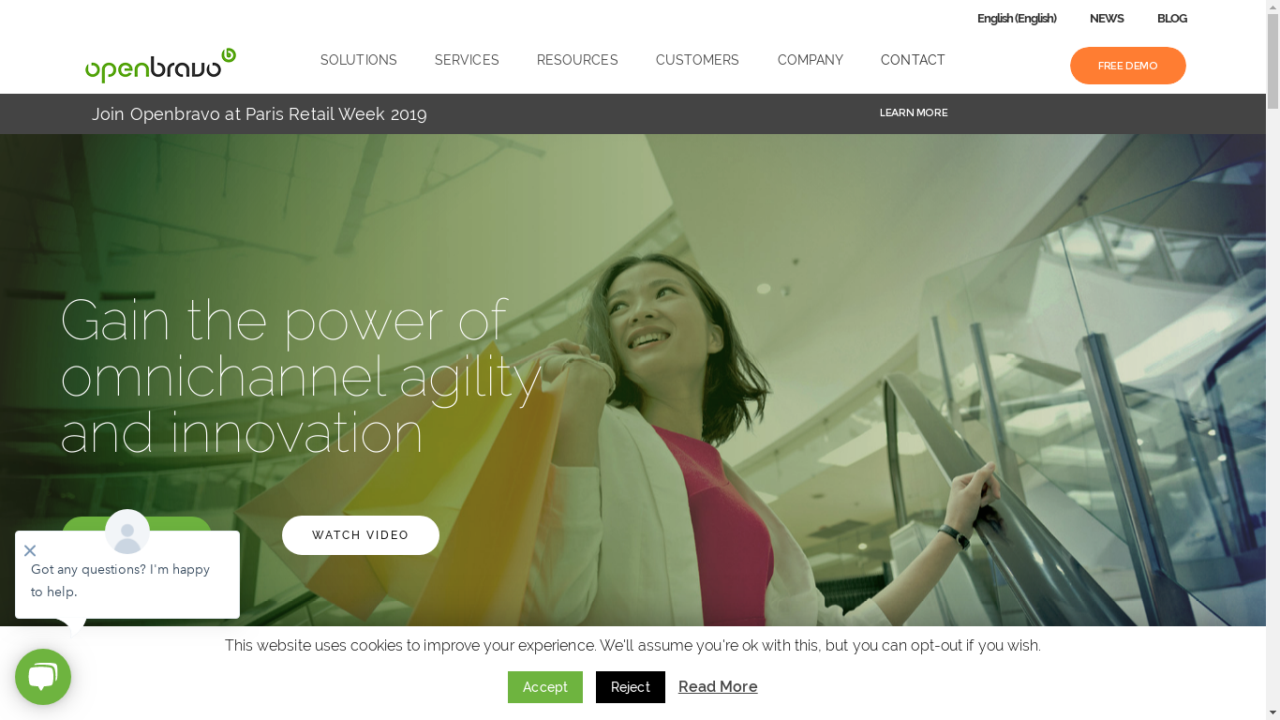 English (English) NEWS BLOG
openbravo
SOLUTIONS SERVICES RESOURCES CUSTOMERS COMPANY CONTACT
FREE DEMO
Join Openbravo at Paris Retail Week 2019
LEARN MORE
Gain the power of
omnichannel agility
and innovation
WATCH VIDEO
Got any questions? I'm happy
to help.
This website uses cookies to improve your experience. We'll assume you're ok with this, but you can opt-out if you wish.
Accept Reject Read More